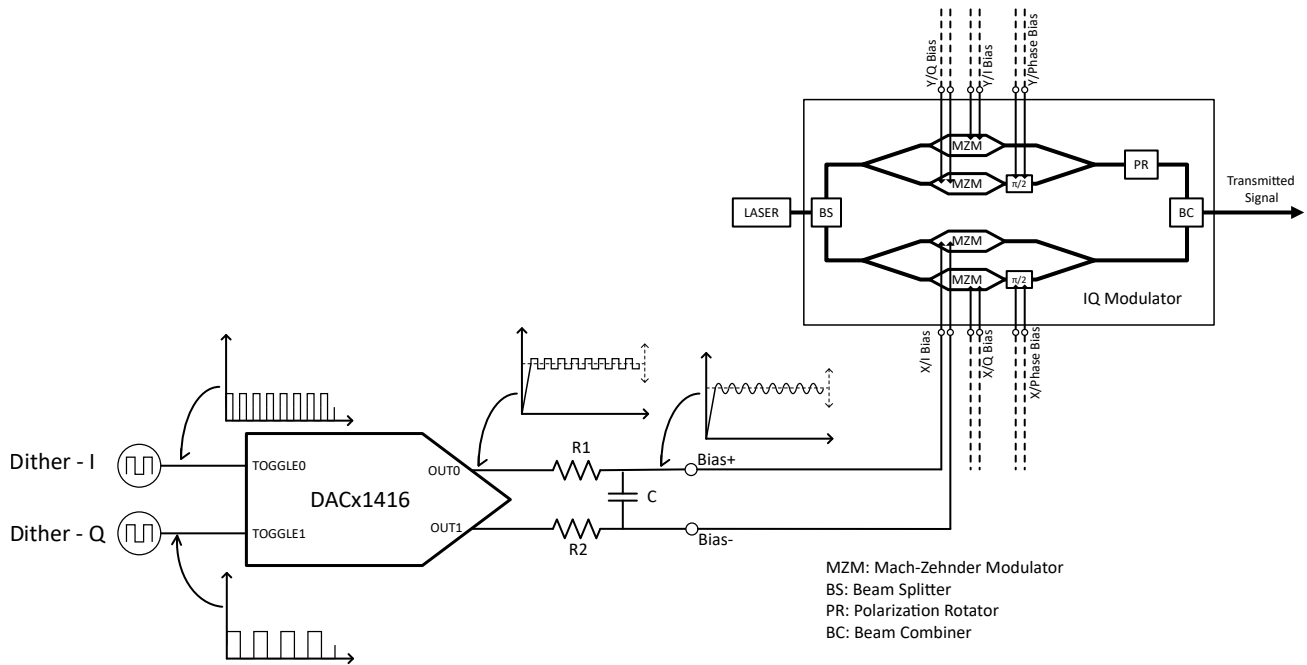 Y/Q Bias
Y/I Bias
Y/Phase Bias
MZM
PR
MZM
π/2
Transmitted
Signal
LASER
BS
BC
MZM
MZM
π/2
IQ Modulator
X/I Bias
X/Q Bias
X/Phase Bias
R1
Dither - I
TOGGLE0
OUT0
Bias+
DACx1416
C
Dither - Q
TOGGLE1
OUT1
R2
Bias-
MZM: Mach-Zehnder Modulator
BS: Beam Splitter
PR: Polarization Rotator
BC: Beam Combiner